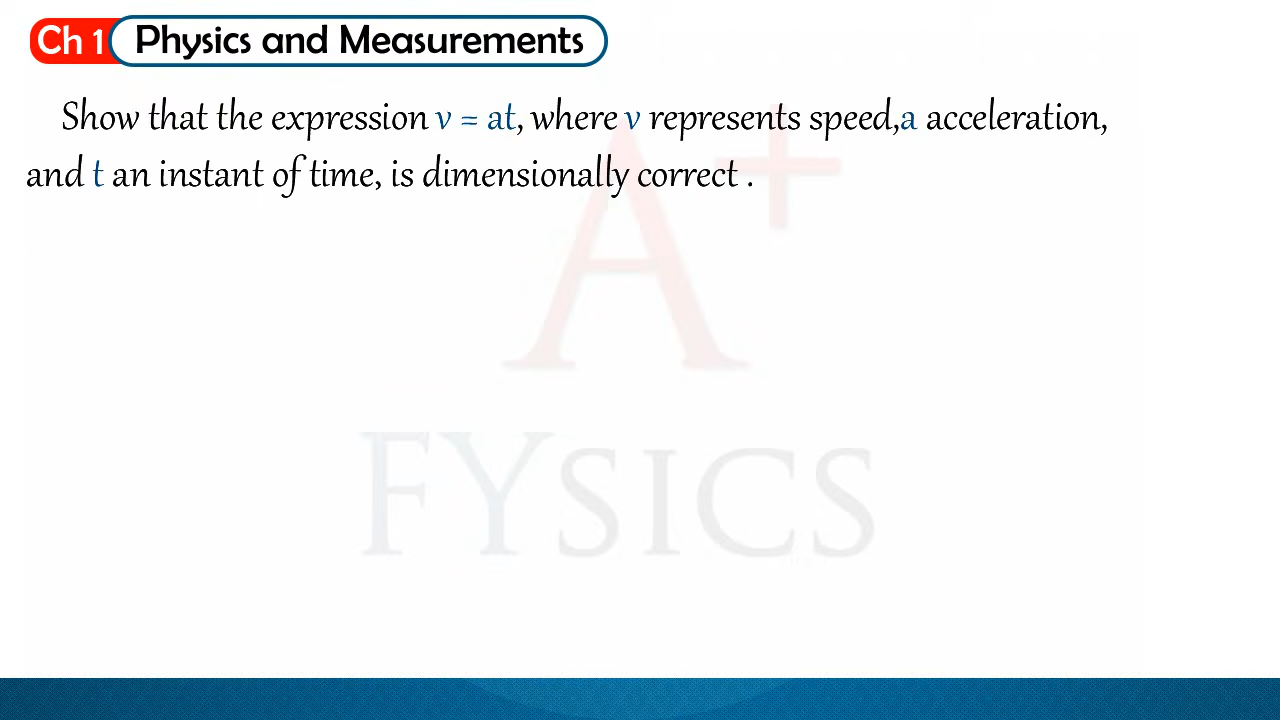 Ch 1 Physics and Measurements
Show that the expression v = at, where v represents speed,a acceleration,
and t an instant of time, is dimensionally correct .
A+
FYSICS